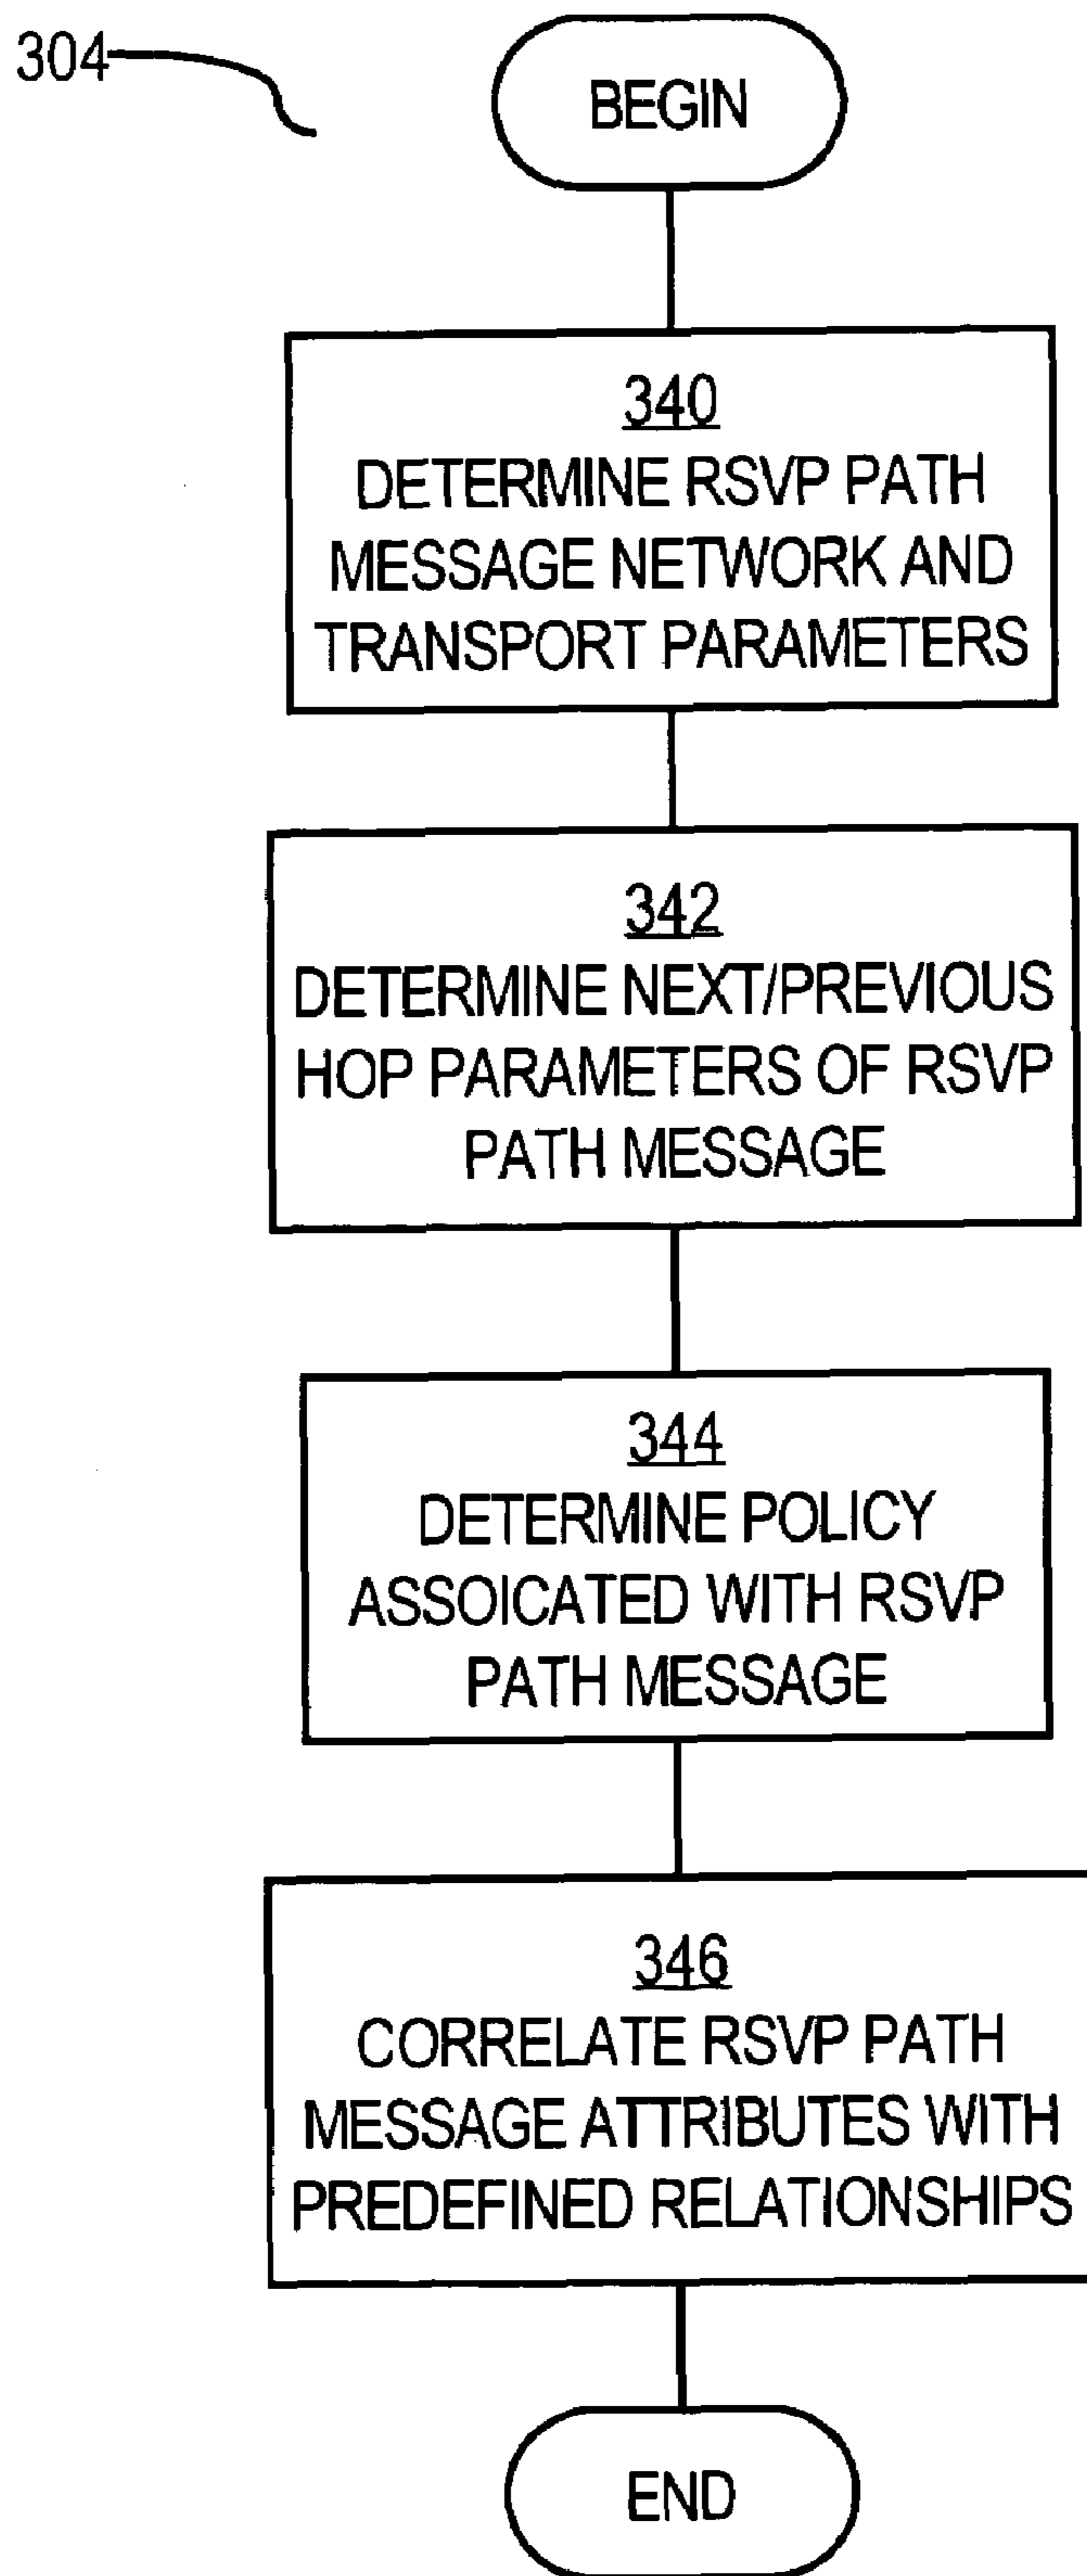 304
BEGIN
340
DETERMINE RSVP PATH
MESSAGE NETWORK AND
TRANSPORT PARAMETERS
342
DETERMINE NEXT/PREVIOUS
HOP PARAMETERS OF RSVP
PATH MESSAGE
344
DETERMINE POLICY
ASSOICATED WITH RSVP
PATH MESSAGE
346
CORRELATE RSVP PATH
MESSAGE ATTRIBUTES WITH
PREDEFINED RELATIONSHIPS
END